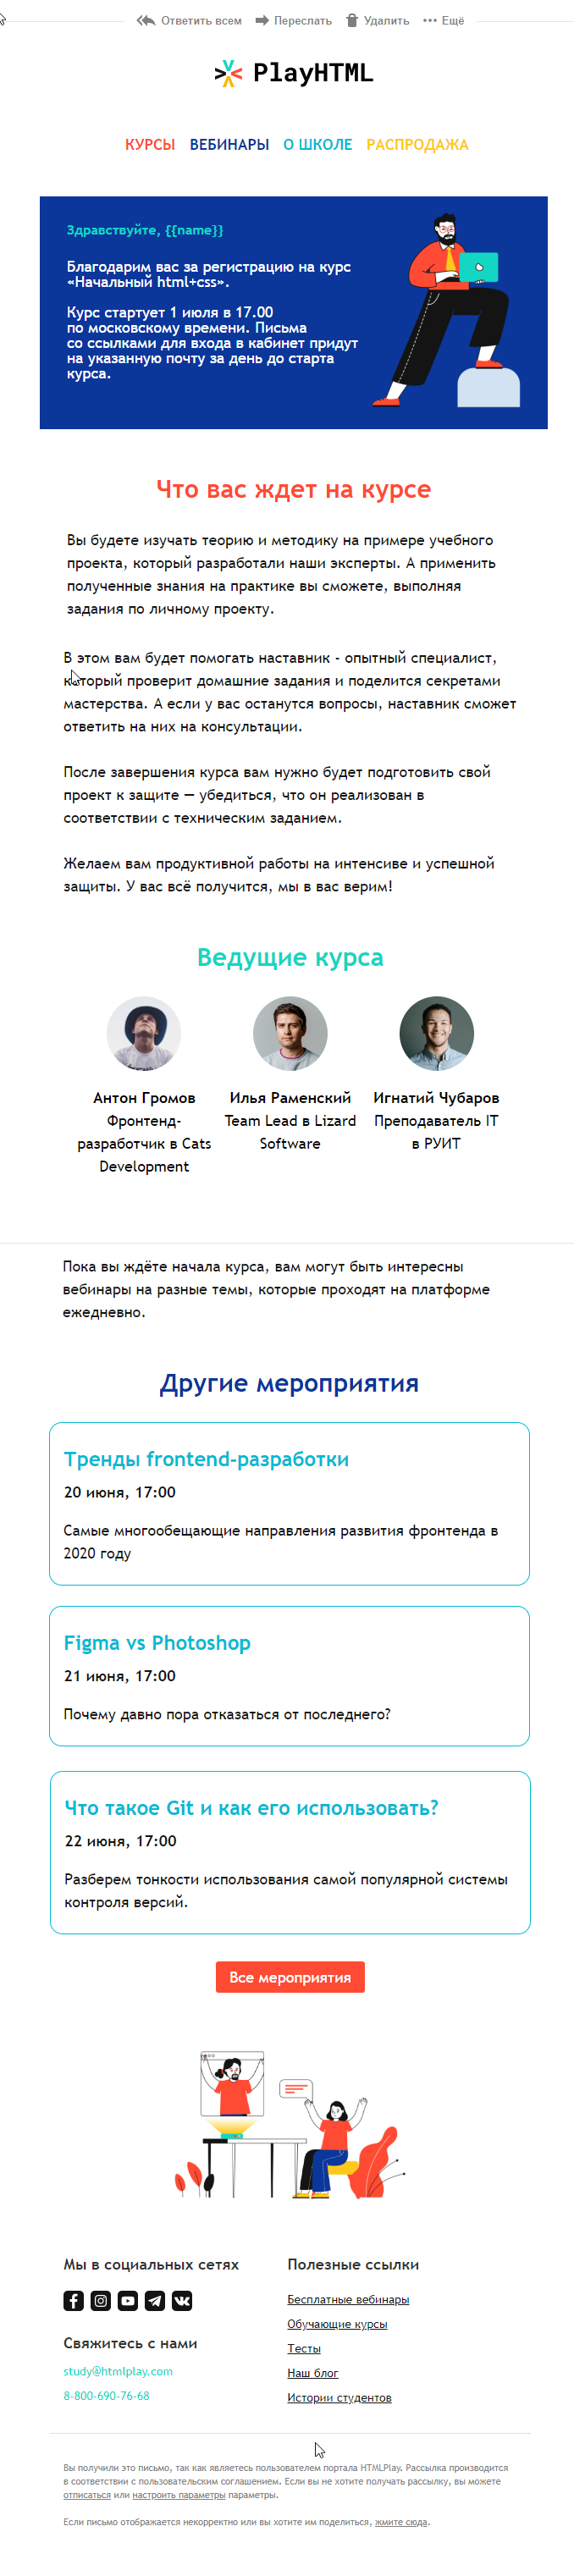 Ответить всем Переслать Удалить Ещё
PlayHTML
КУРСЫ ВЕБИНАРЫ О ШКОЛЕ РАСПРОДАЖА
Здравствуйте, {{name}}
Благодарим вас за регистрацию на курс
«Начальный html+css».
Курс стартует 1 июля в 17.00
по московскому времени. Письма
со ссылками для входа в кабинет придут
на указанную почту за день до старта
курса.
Что вас ждет на курсе
Вы будете изучать теорию и методику на примере учебного
проекта, который разработали наши эксперты. А применить
полученные знания на практике вы сможете, выполняя
задания по личному проекту.
В этом вам будет помогать наставник - опытный специалист,
который проверит домашние задания и поделится секретами
мастерства. А если у вас останутся вопросы, наставник сможет
ответить на них на консультации.
После завершения курса вам нужно будет подготовить свой
проект к защите — убедиться, что он реализован в
соответствии с техническим заданием.
Желаем вам продуктивной работы на интенсиве и успешной
защиты. У вас всё получится, мы в вас верим!
Ведущие курса
Антон Громов
Фронтенд-
разработчик в Cats
Development
Илья Раменский
Team Lead в Lizard
Software
Игнатий Чубаров
Преподаватель IT
в РУИТ
Пока вы ждёте начала курса, вам могут быть интересны
вебинары на разные темы, которые проходят на платформе
ежедневно.
Другие мероприятия
Тренды frontend-разработки
20 июня, 17:00
Самые многообещающие направления развития фронтенда в
2020 году
Figma vs Photoshop
21 июня, 17:00
Почему давно пора отказаться от последнего?
Что такое Git и как его использовать?
22 июня, 17:00
Разберем тонкости использования самой популярной системы
контроля версий.
Все мероприятия
Мы в социальных сетях
Свяжитесь с нами
study@htmlplay.com
8-800-690-76-68
Полезные ссылки
Бесплатные вебинары
Обучающие курсы
Тесты
Наш блог
Истории студентов
Вы получили это письмо, так как являетесь пользователем портала HTMLPlay. Рассылка производится
в соответствии с пользовательским соглашением. Если вы не хотите получать рассылку, вы можете
отписаться или настроить параметры параметры.
Если письмо отображается некорректно или вы хотите им поделиться, жмите сюда.